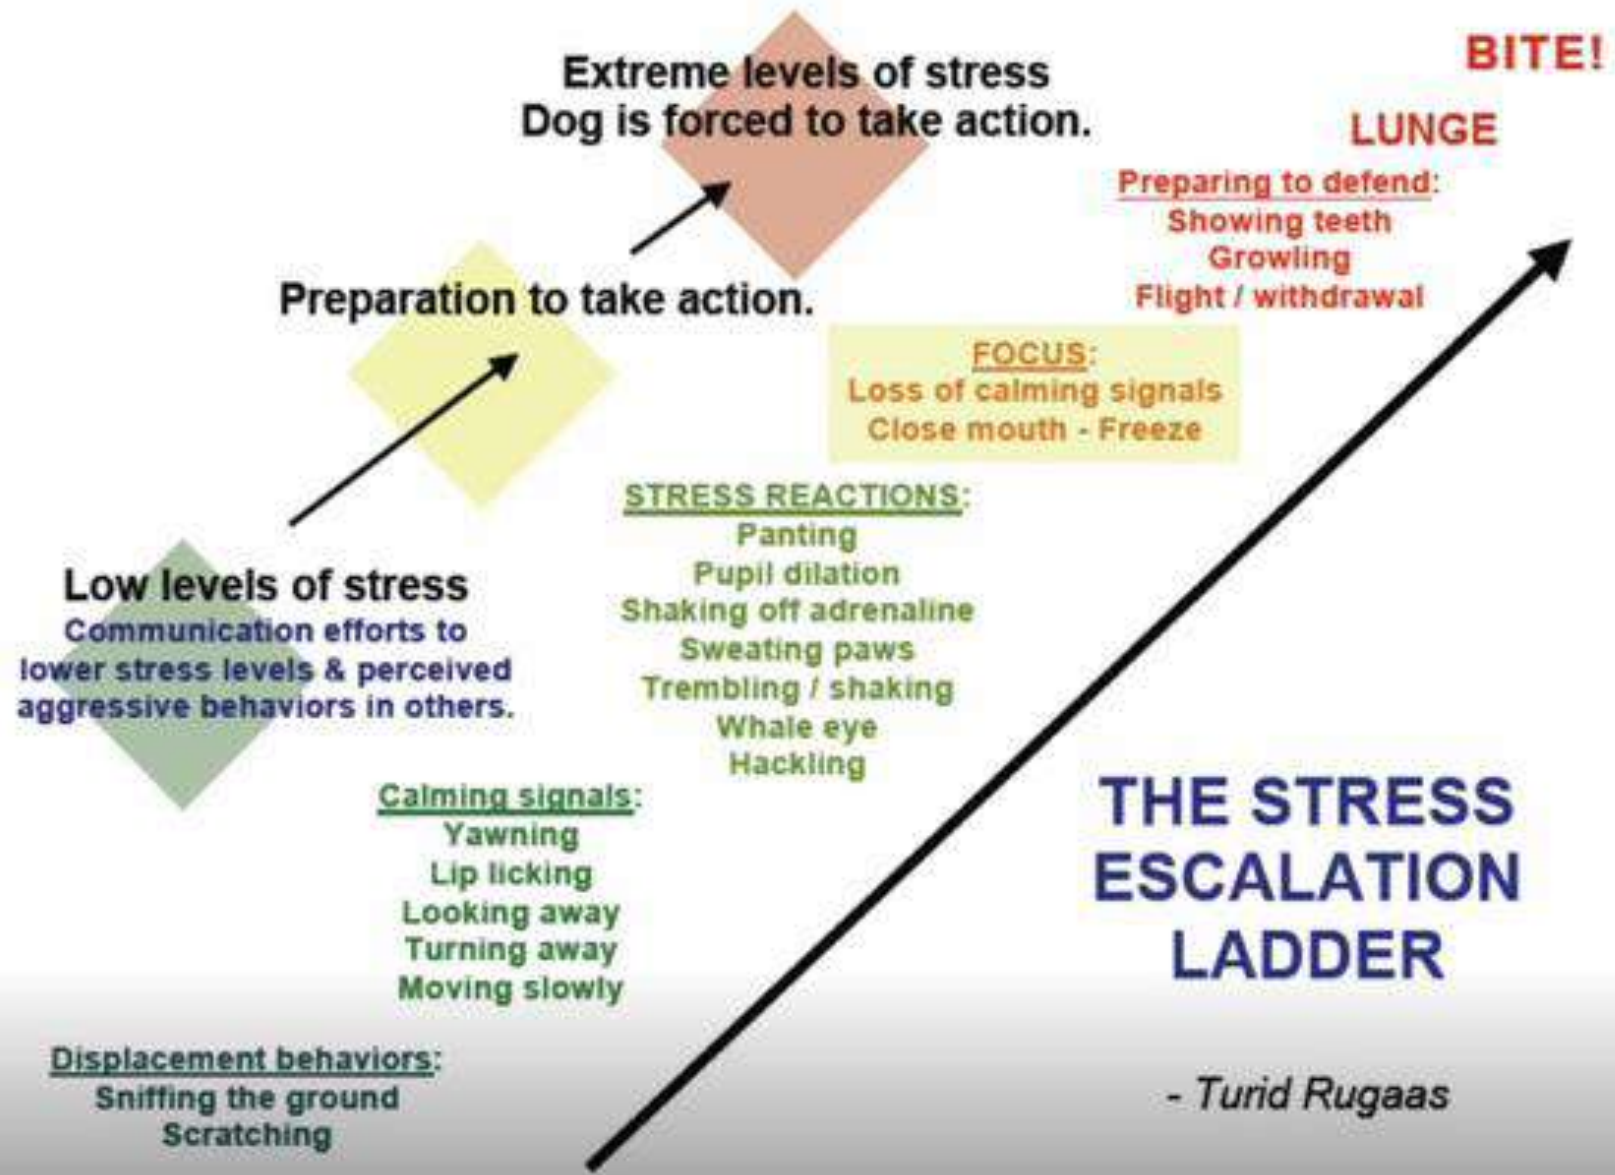 BITE!
LUNGE
Extreme levels of stress
Dog is forced to take action.
Preparing to defend:
Showing teeth
Growling
Flight / withdrawal
Preparation to take action.
FOCUS:
Loss of calming signals
Close mouth - Freeze
STRESS REACTIONS:
Panting
Pupil dilation
Shaking off adrenaline
Sweating paws
Trembling / shaking
Whale eye
Hackling
Low levels of stress
Communication efforts to
lower stress levels & perceived
aggressive behaviors in others.
Calming signals:
Yawning
Lip licking
Looking away
Turning away
Moving slowly
Displacement behaviors:
Sniffing the ground
Scratching
THE STRESS
ESCALATION
LADDER
- Turid Rugaas